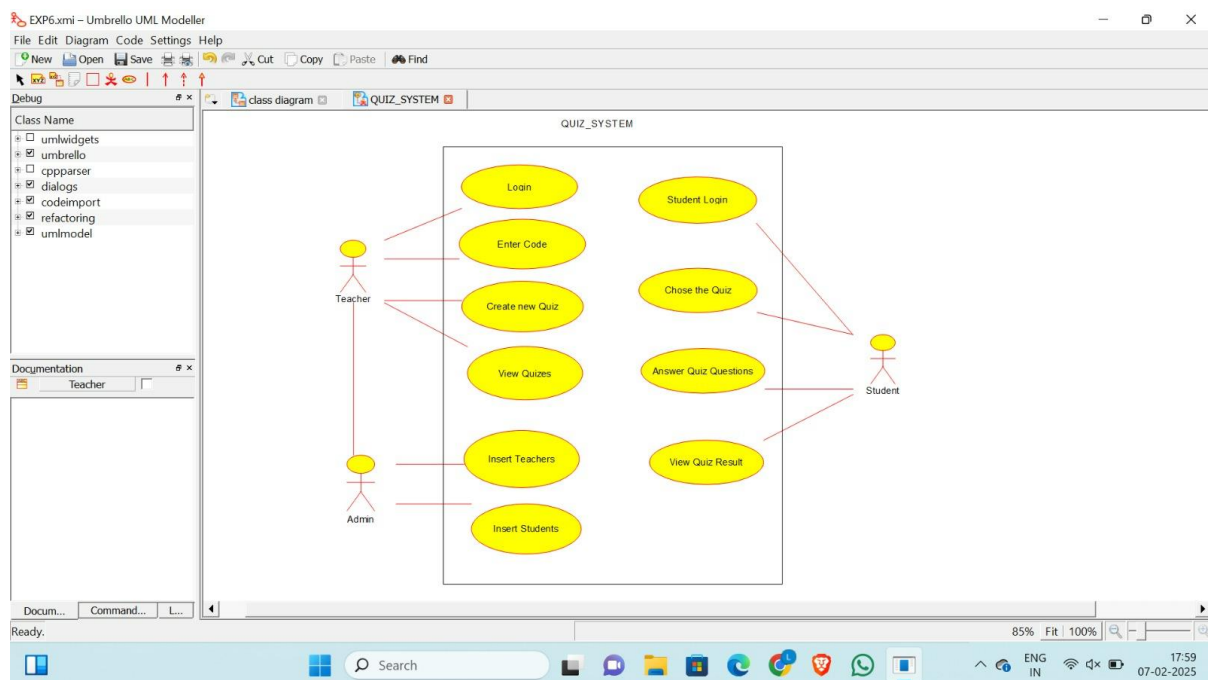 EXP6.xmi – Umbrello UML Modeller
File Edit Diagram Code Settings Help
New Open Save Cut Copy Paste Find
Debug
class diagram
QUIZ_SYSTEM
Class Name
umlwidgets
umbrello
cppparser
dialogs
codeimport
refactoring
umlmodel
Documentation
Teacher
QUIZ_SYSTEM
Login
Enter Code
Create new Quiz
View Quizes
Insert Teachers
Insert Students
Student Login
Chose the Quiz
Answer Quiz Questions
View Quiz Result
Teacher
Admin
Student
Docum... Command... L...
Ready.
85% Fit 100%
Search
ENG
IN
17:59
07-02-2025